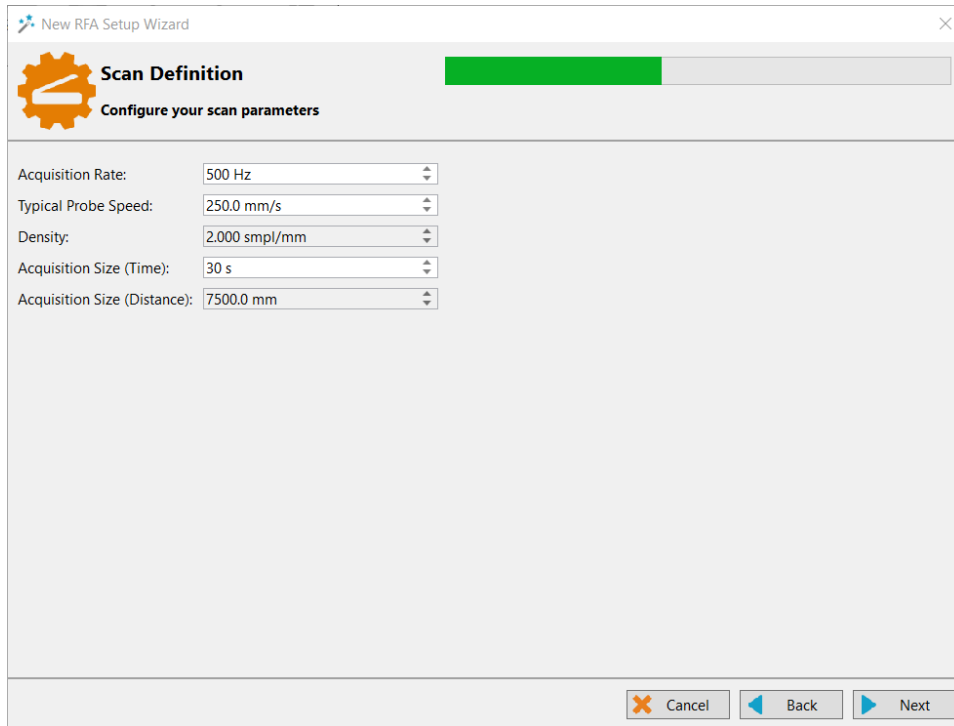 New RFA Setup Wizard
Scan Definition
Configure your scan parameters
Acquisition Rate: 500 Hz
Typical Probe Speed: 250.0 mm/s
Density: 2.000 smpl/mm
Acquisition Size (Time): 30 s
Acquisition Size (Distance): 7500.0 mm
Cancel Back Next